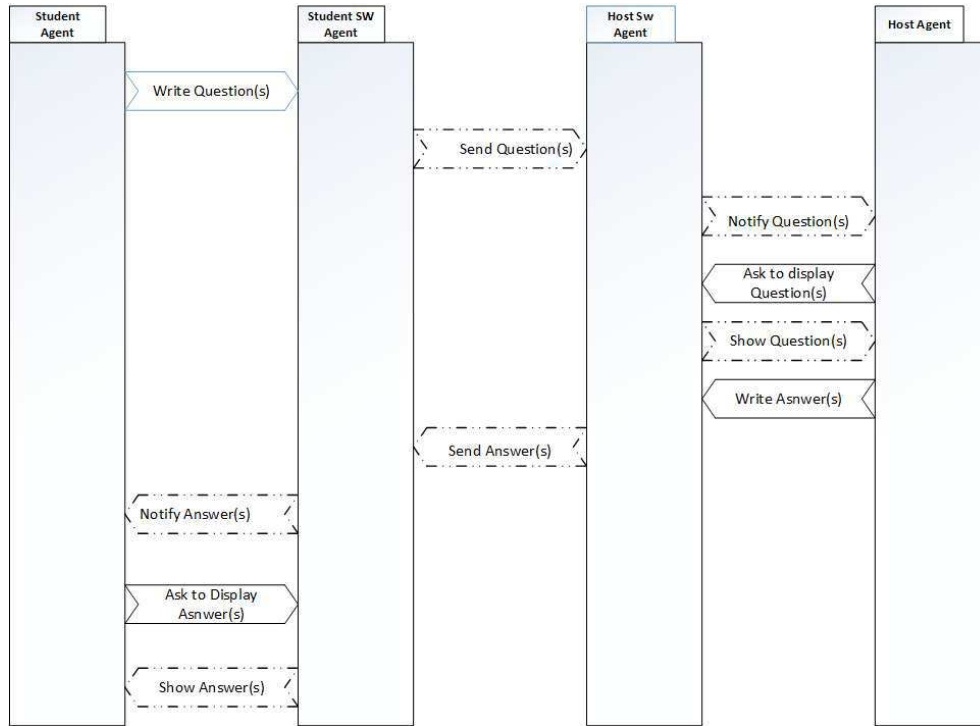 Student
Agent
Student SW
Agent
Host Sw
Agent
Host Agent
Write Question(s)
Send Question(s)
Notify Question(s)
Ask to display
Question(s)
Show Question(s)
Write Asnwer(s)
Send Answer(s)
Notify Answer(s)
Ask to Display
Asnwer(s)
Show Answer(s)